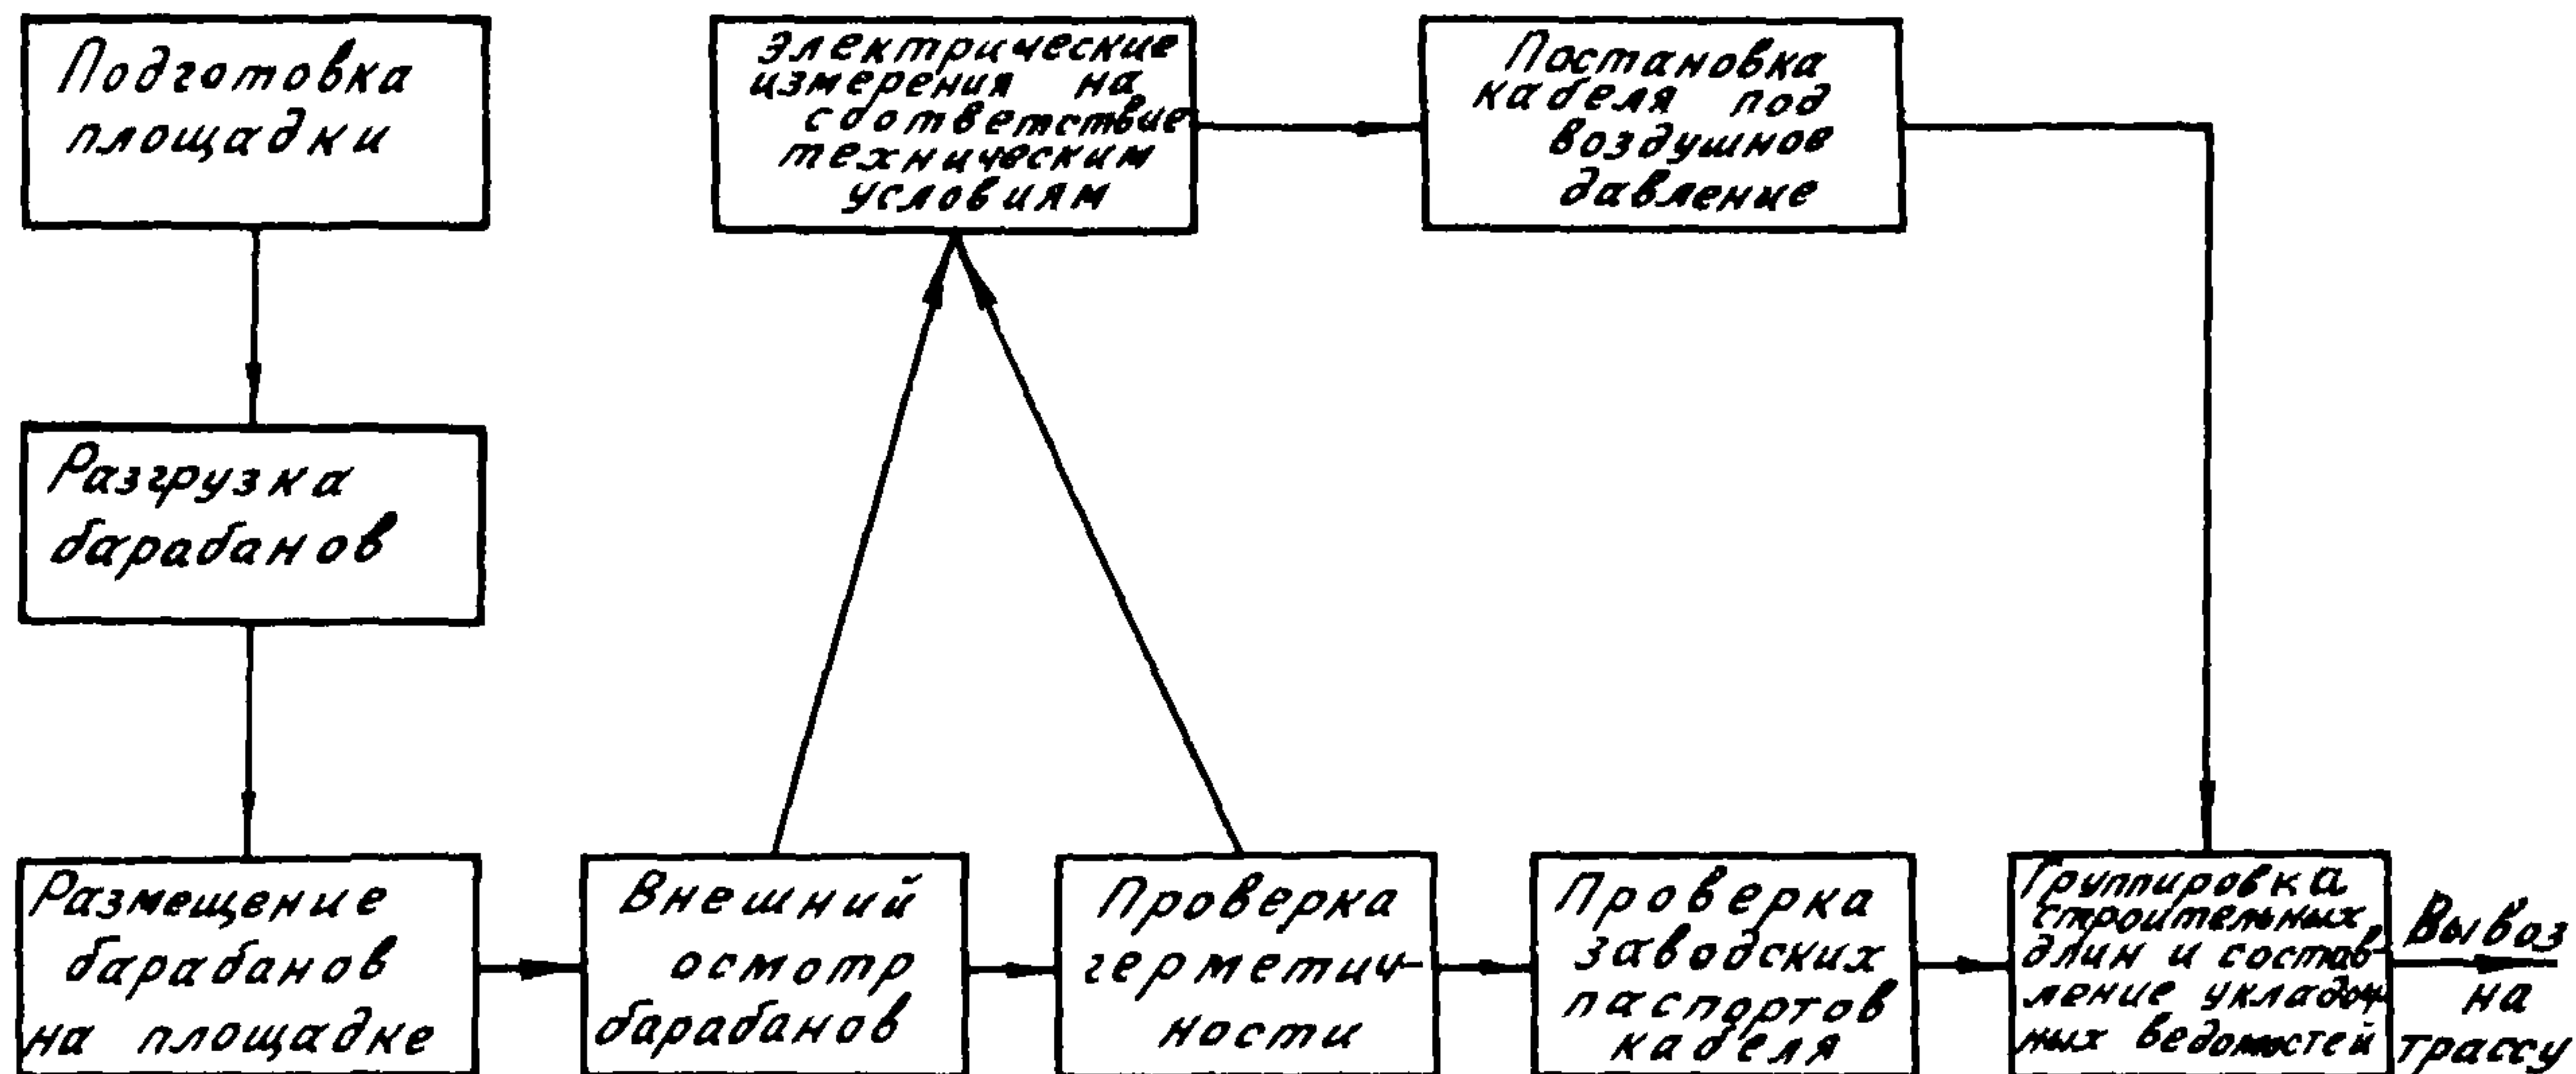 Подготовка
площадки
Электрические
измерения на
соответствие
техническим
условиям
Постановка
кабеля под
воздушнов
давление
Разгрузка
барабанов
Размещение
барабанов
на площадке
Внешний
осмотр
барабанов
Проверка
герметич-
ности
Проверка
заводских
паспортов
кабеля
Группировка
строительных
длин и состав-
ление укладоч-
ных ведомостей
Вывоз
на
трассу